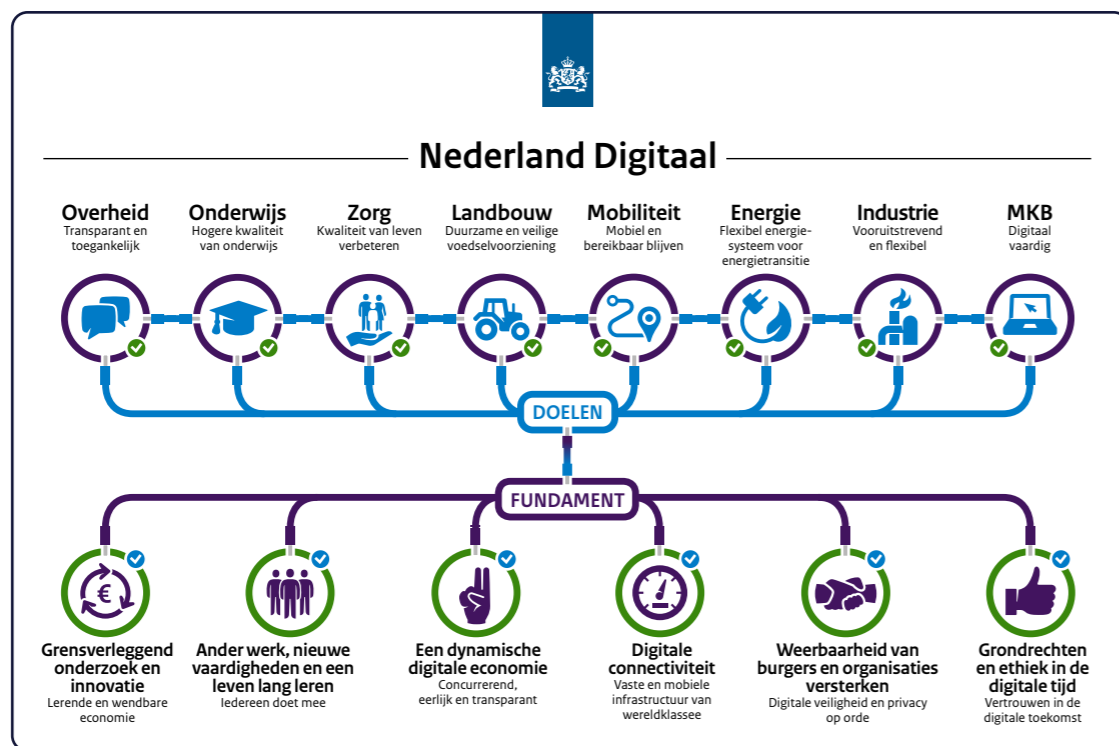 Nederland Digitaal
Overheid
Transparant en
toegankelijk
Onderwijs
Hogere kwaliteit
van onderwijs
Zorg
Kwaliteit van leven
verbeteren
Landbouw
Duurzame en veilige
voedselvoorziening
Mobiliteit
Mobiel en
bereikbaar blijven
Energie
Flexibel energie-
systeem voor
energietransitie
Industrie
Vooruitstrevend
en flexibel
MKB
Digitaal
vaardig
DOELEN
FUNDAMENT
€
Grensverleggend
onderzoek en
innovatie
Lerende en wendbare
economie
Ander werk, nieuwe
vaardigheden en een
leven lang leren
Iedereen doet mee
Een dynamische
digitale economie
Concurrerend,
eerlijk en transparant
Digitale
connectiviteit
Vaste en mobiele
infrastructuur van
wereldklassee
Weerbaarheid van
burgers en organisaties
versterken
Digitale veiligheid en privacy
op orde
Grondrechten
en ethiek in de
digitale tijd
Vertrouwen in de
digitale toekomst